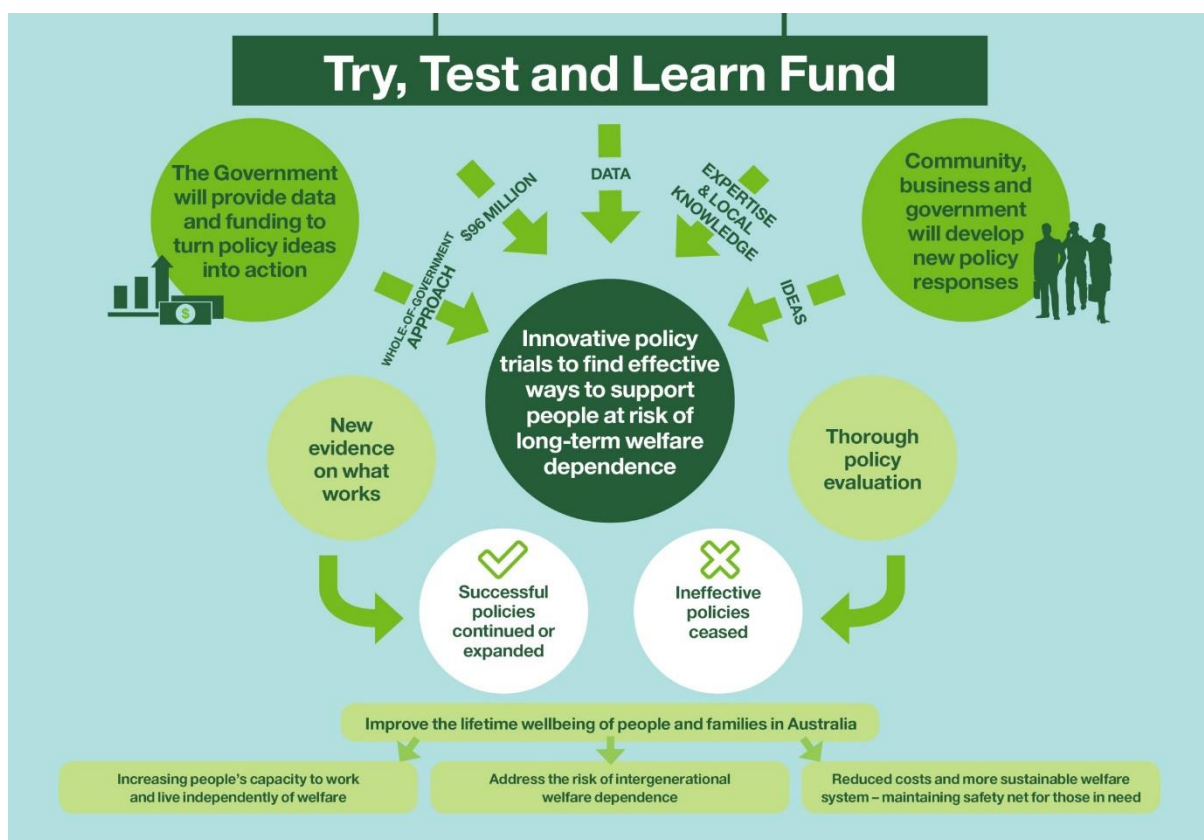 Try, Test and Learn Fund
The Government
will provide data
and funding to
turn policy ideas
into action
$
WHOLE-OF-GOVERNMENT
APPROACH
$96 MILLION
DATA
EXPERTISE
& LOCAL
KNOWLEDGE
IDEAS
Community,
business and
government
will develop
new policy
responses
Innovative policy
trials to find effective
ways to support
people at risk of
long-term welfare
dependence
New
evidence
on what
works
Thorough
policy
evaluation
Successful
policies
continued or
expanded
Ineffective
policies
ceased
Improve the lifetime wellbeing of people and families in Australia
Increasing people's capacity to work
and live independently of welfare
Address the risk of intergenerational
welfare dependence
Reduced costs and more sustainable welfare
system – maintaining safety net for those in need